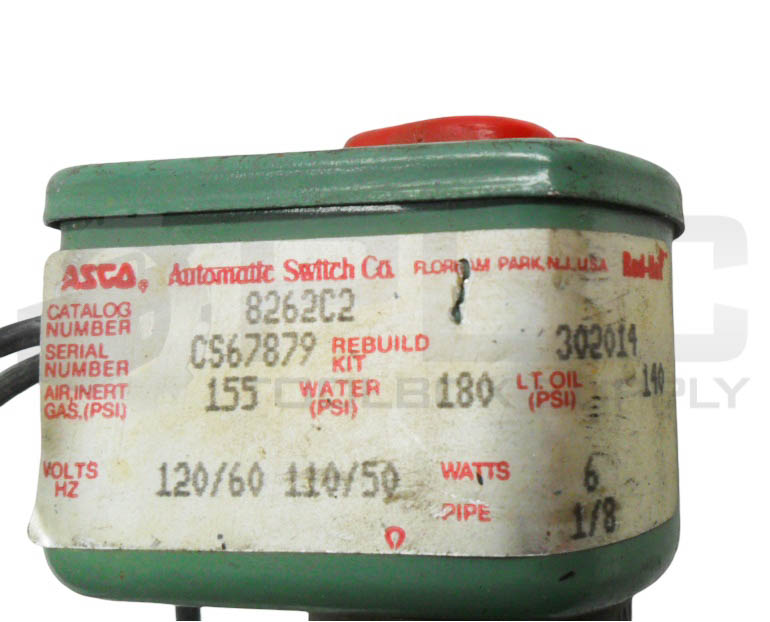 ASCO® Automatic Switch Co. FLORHAM PARK, N.J. U.S.A. Red-Hat
CATALOG NUMBER 8262C2
SERIAL NUMBER CS67879 REBUILD KIT 302014
AIR, INERT GAS. (PSI) 155 WATER (PSI) 180 LT. OIL (PSI) 140
VOLTS HZ 120/60 110/50 WATTS 6
PIPE 1/8